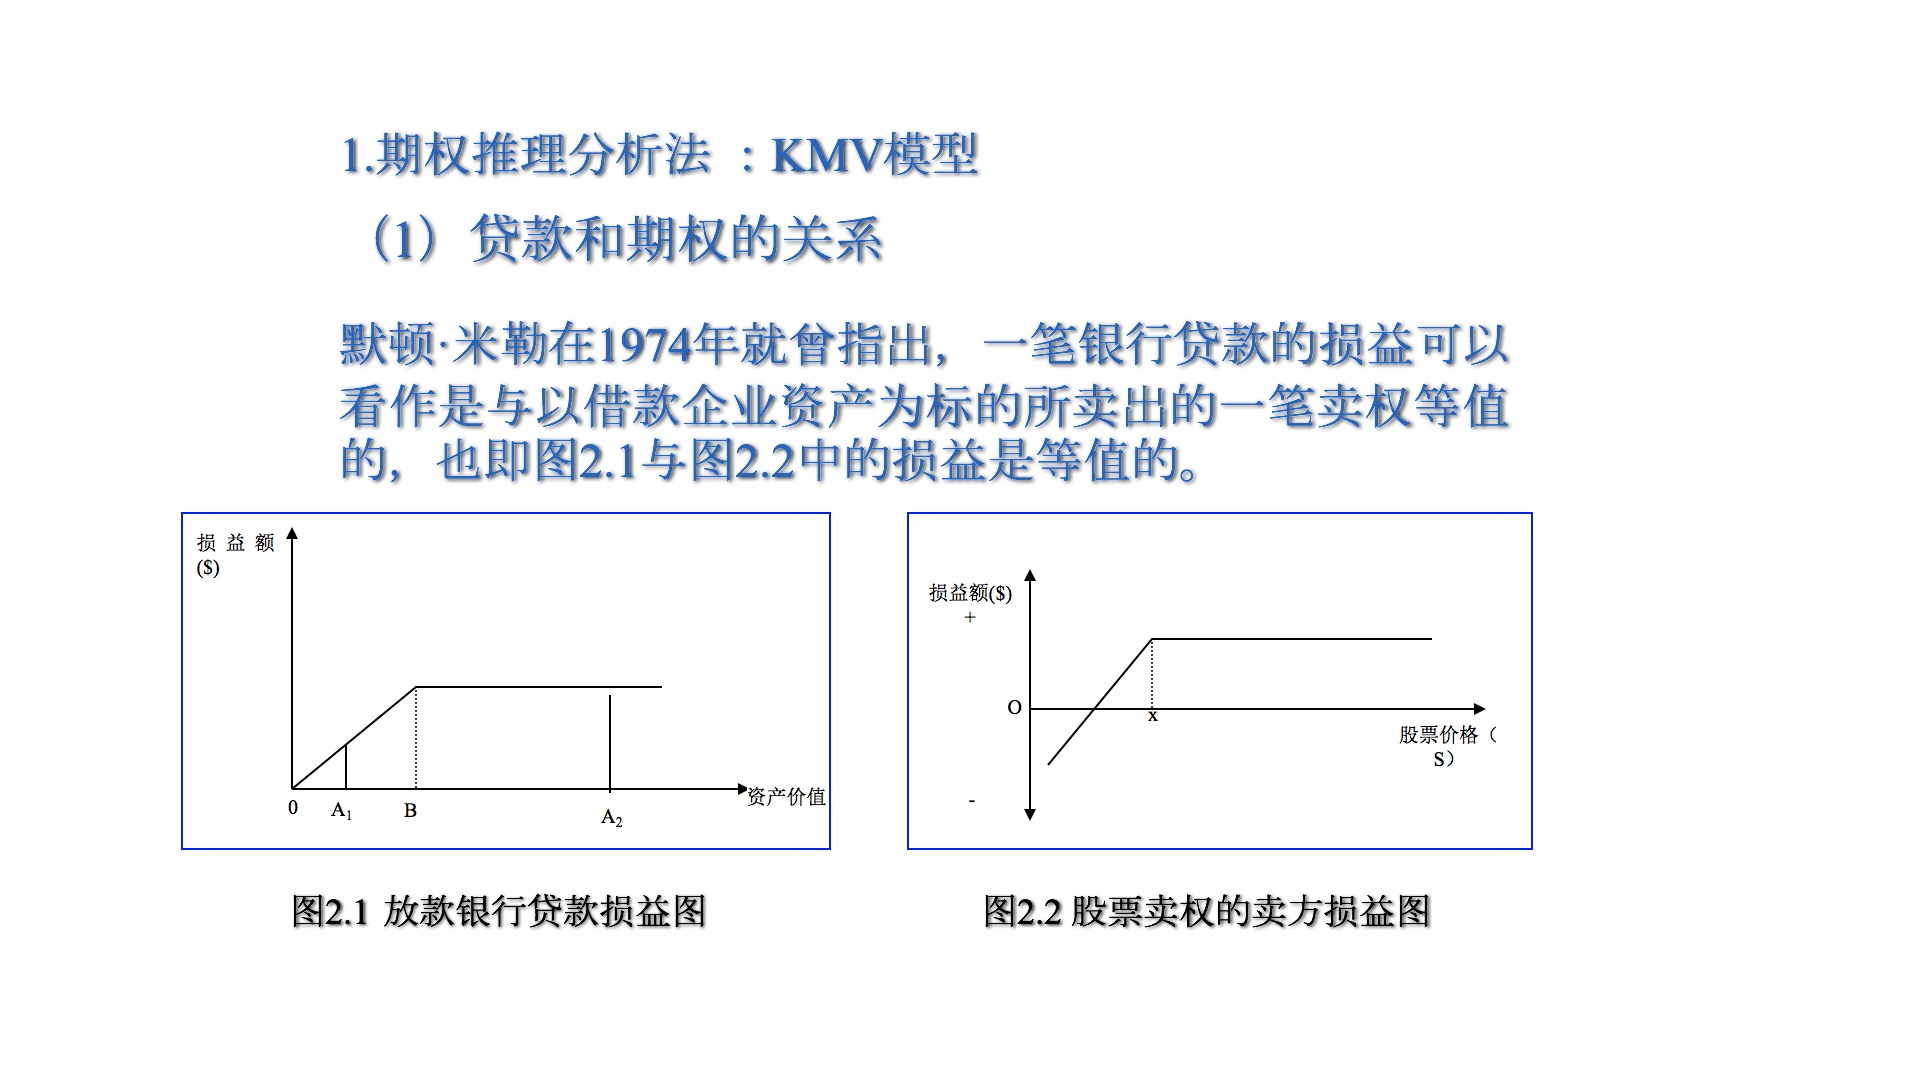 1.期权推理分析法 ：KMV模型
（1） 贷款和期权的关系
默顿·米勒在1974年就曾指出，一笔银行贷款的损益可以
看作是与以借款企业资产为标的所卖出的一笔卖权等值
的，也即图2.1与图2.2中的损益是等值的。
损 益 额
($)
0
A1
B
A2
资产价值
损益额($)
+
O
x
股票价格（
S）
-
图2.1 放款银行贷款损益图
图2.2 股票卖权的卖方损益图